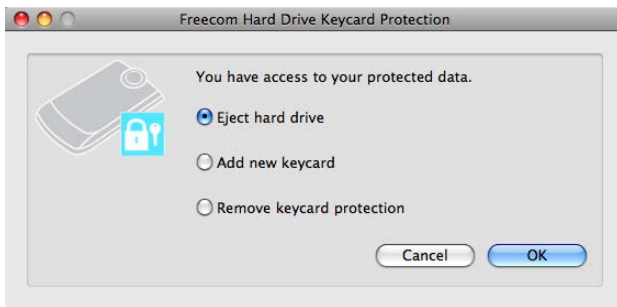 Freecom Hard Drive Keycard Protection
You have access to your protected data.
Eject hard drive
Add new keycard
Remove keycard protection
Cancel
OK